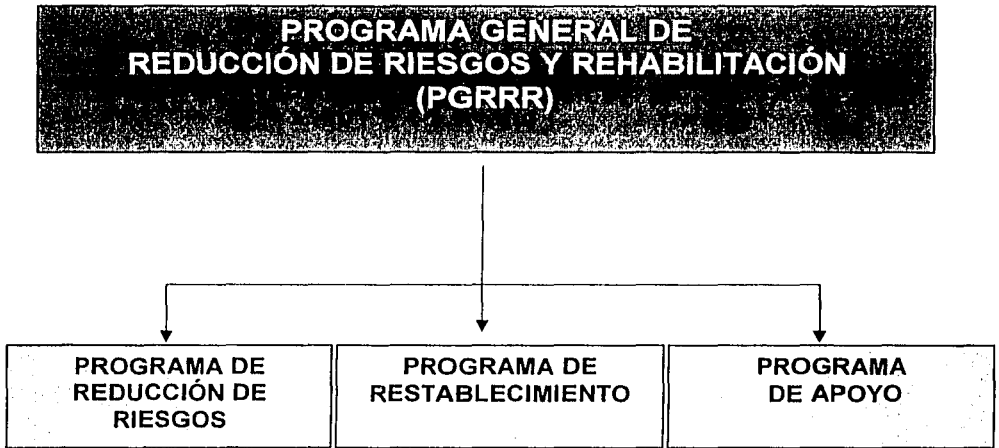 PROGRAMA GENERAL DE
REDUCCIÓN DE RIESGOS Y REHABILITACIÓN
(PGRRR)
PROGRAMA DE
REDUCCIÓN DE
RIESGOS
PROGRAMA DE
RESTABLECIMIENTO
PROGRAMA
DE APOYO